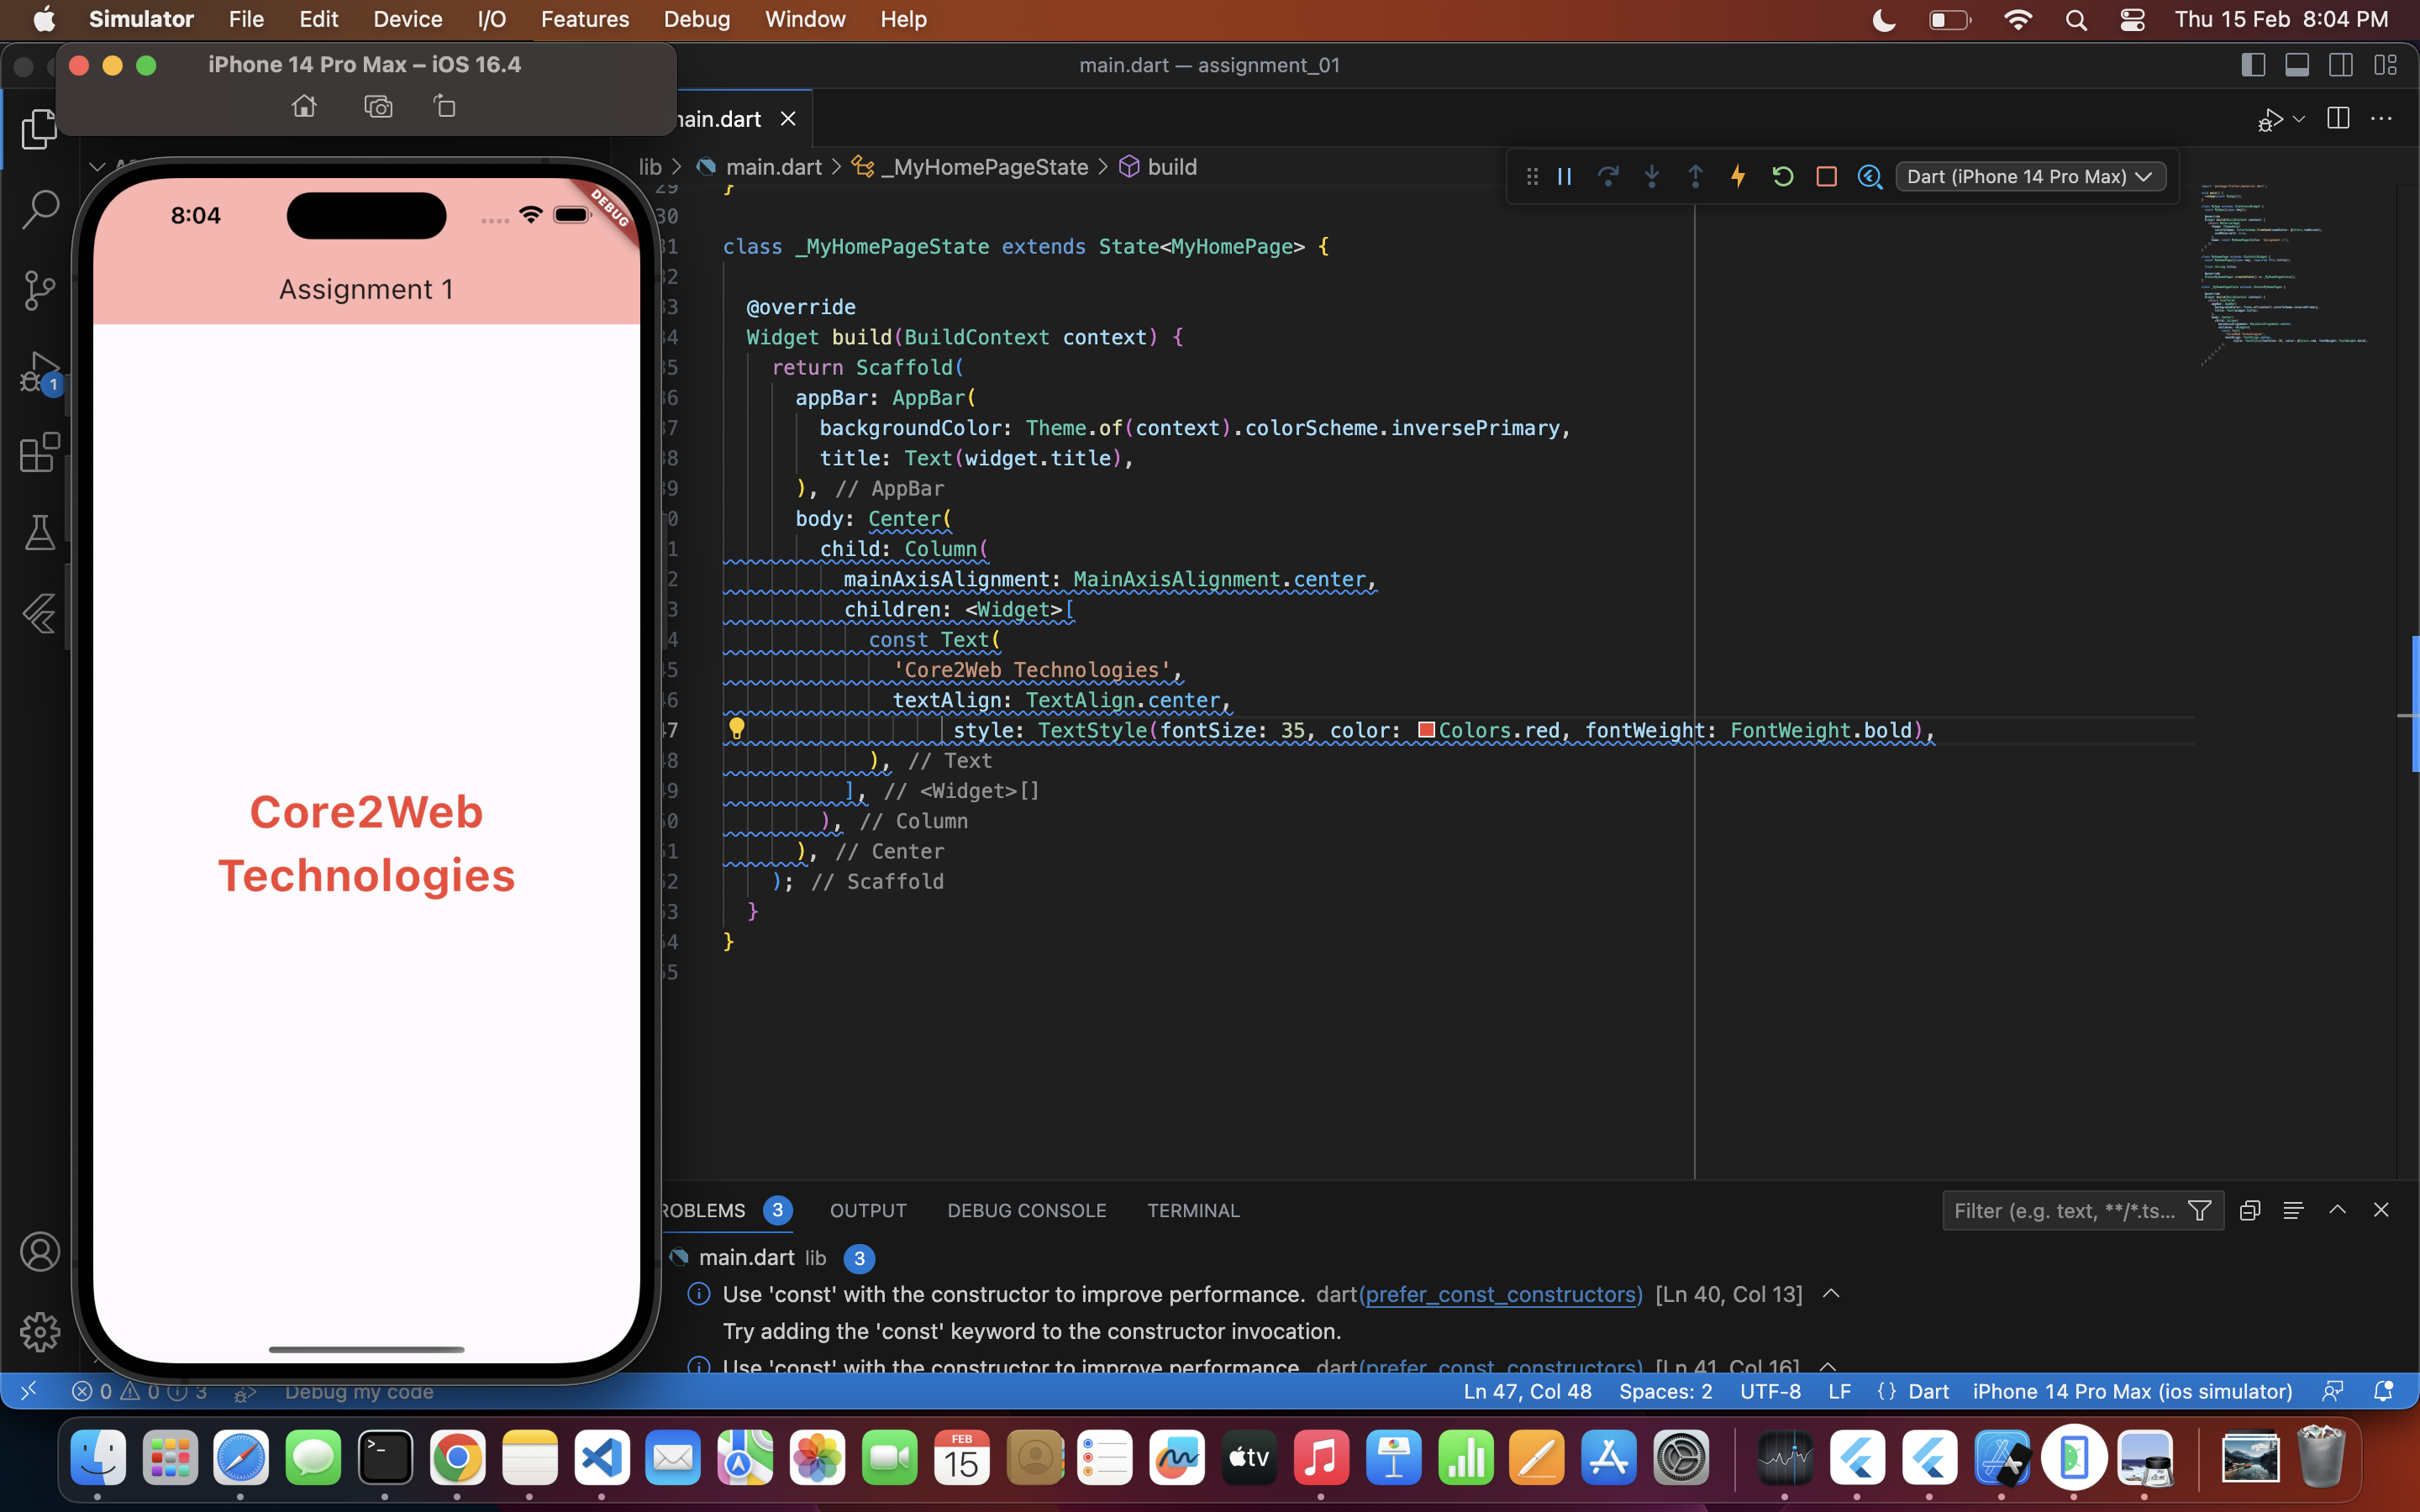 Simulator File Edit Device I/O Features Debug Window Help Thu 15 Feb 8:04 PM
iPhone 14 Pro Max – iOS 16.4
main.dart — assignment_01
main.dart
lib > main.dart > _MyHomePageState > build
Dart (iPhone 14 Pro Max)
8:04
DEBUG
Assignment 1
Core2Web
Technologies
29 }
30
31 class _MyHomePageState extends State<MyHomePage> {
32
33 @override
34 Widget build(BuildContext context) {
35 return Scaffold(
36 appBar: AppBar(
37 backgroundColor: Theme.of(context).colorScheme.inversePrimary,
38 title: Text(widget.title),
39 ), // AppBar
40 body: Center(
41 child: Column(
42 mainAxisAlignment: MainAxisAlignment.center,
43 children: <Widget>[
44 const Text(
45 'Core2Web Technologies',
46 textAlign: TextAlign.center,
47 style: TextStyle(fontSize: 35, color: Colors.red, fontWeight: FontWeight.bold),
48 ), // Text
49 ], // <Widget>[]
50 ), // Column
51 ), // Center
52 ); // Scaffold
53 }
54 }
55
1
PROBLEMS 3 OUTPUT DEBUG CONSOLE TERMINAL Filter (e.g. text, **/*.ts...
main.dart lib 3
Use 'const' with the constructor to improve performance. dart(prefer_const_constructors) [Ln 40, Col 13]
Try adding the 'const' keyword to the constructor invocation.
Use 'const' with the constructor to improve performance. dart(prefer_const_constructors) [Ln 41, Col 16]
0 0 3 Debug my code Ln 47, Col 48 Spaces: 2 UTF-8 LF {} Dart iPhone 14 Pro Max (ios simulator)
FEB
15
tv